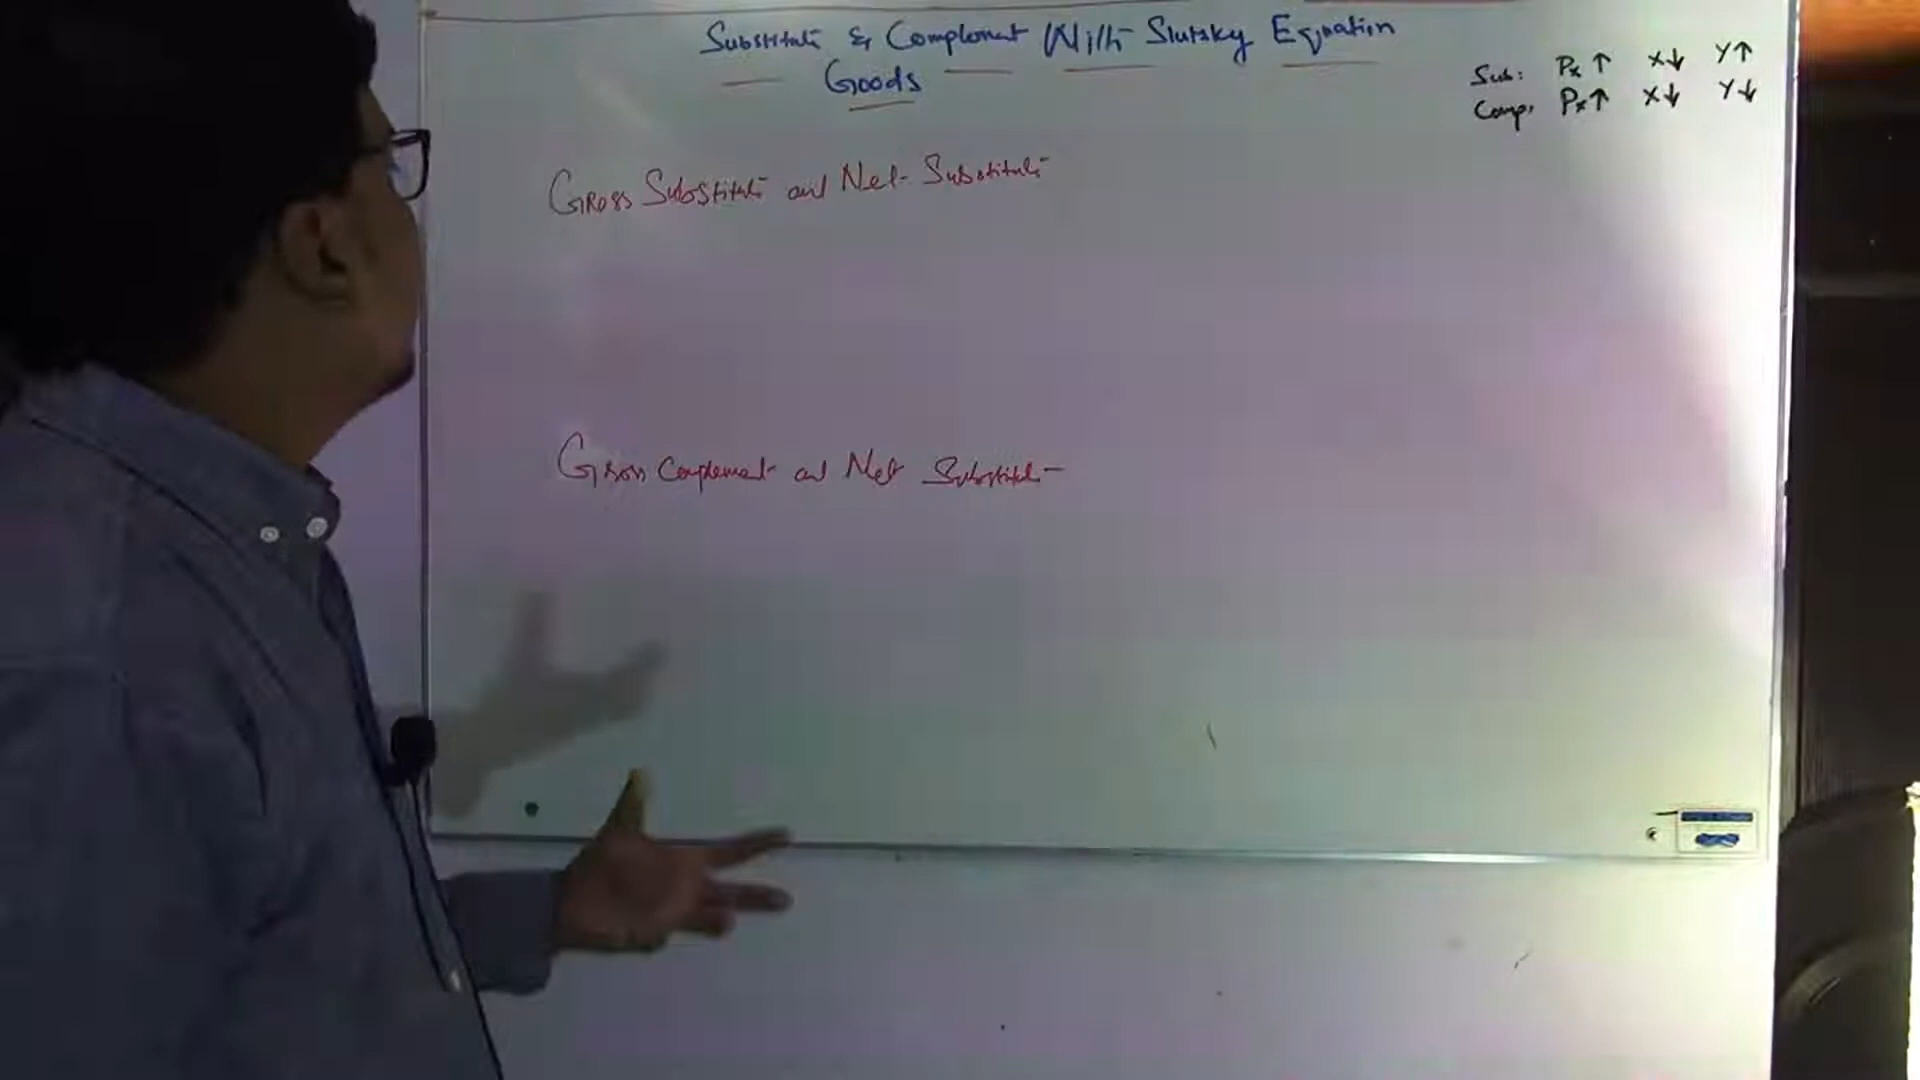 Substitute & Complement With Slutsky Equation
Goods
Sub: Px ↑ X↓ Y↑
Comp: Px↑ X↓ Y↓
Gross Substitute and Net Substitute
Gross Complement and Net Substitute